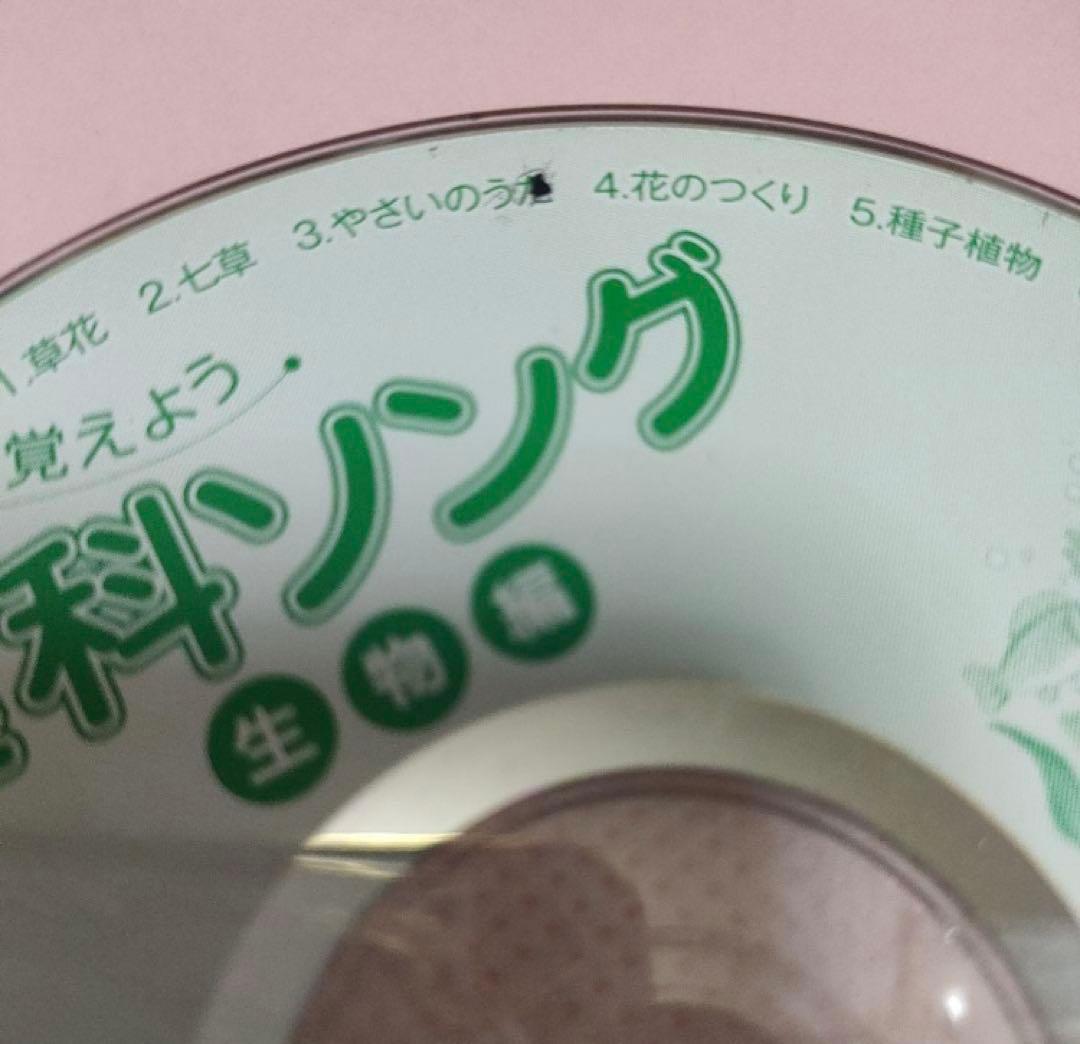 1.草花 2.七草 3.やさいのうた 4.花のつくり 5.種子植物
覚えよう
科ソング
生物編